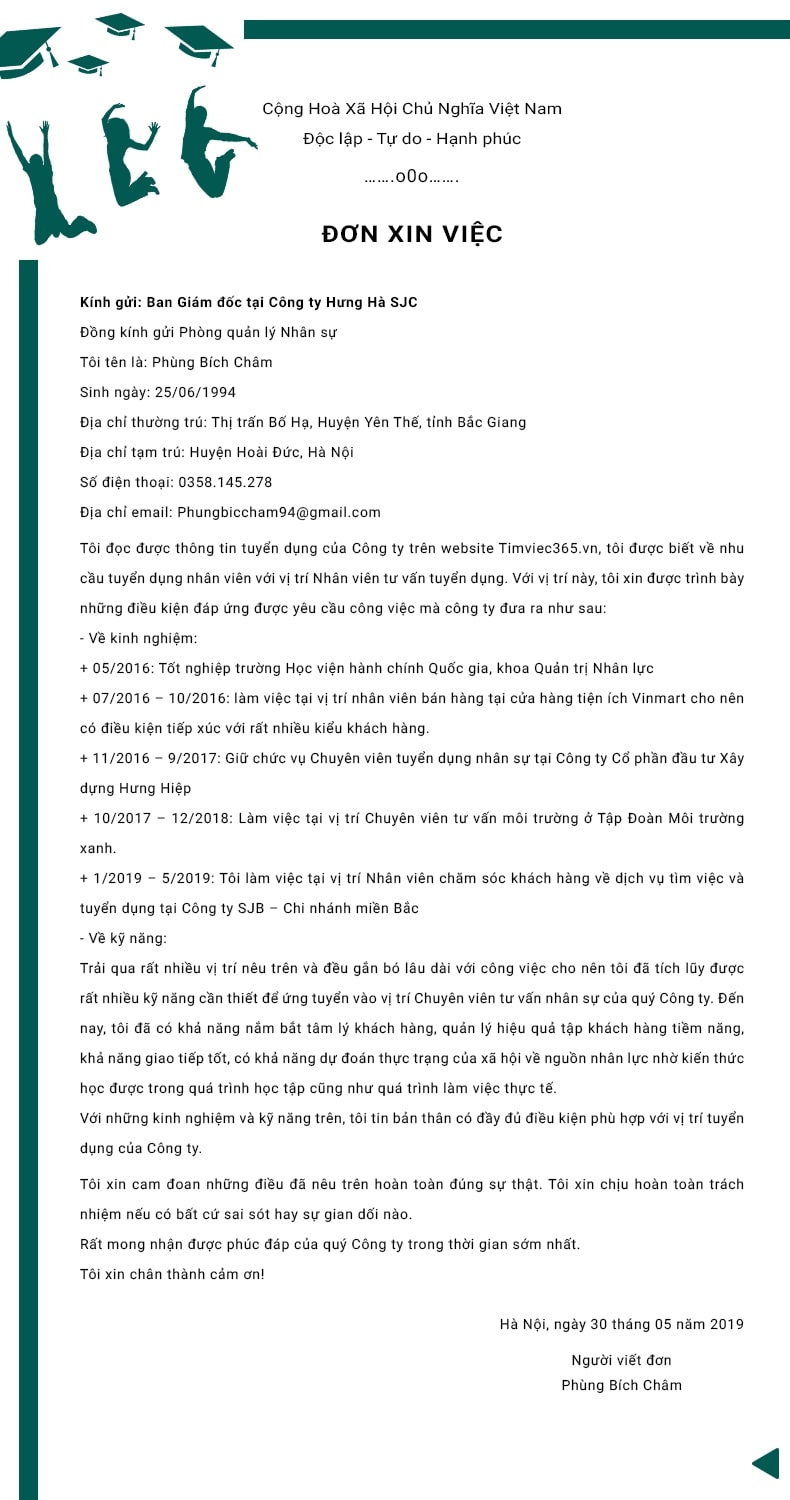 Cộng Hoà Xã Hội Chủ Nghĩa Việt Nam
Độc lập - Tự do - Hạnh phúc
.......o0o.......
ĐƠN XIN VIỆC
Kính gửi: Ban Giám đốc tại Công ty Hưng Hà SJC
Đồng kính gửi Phòng quản lý Nhân sự
Tôi tên là: Phùng Bích Châm
Sinh ngày: 25/06/1994
Địa chỉ thường trú: Thị trấn Bố Hạ, Huyện Yên Thế, tỉnh Bắc Giang
Địa chỉ tạm trú: Huyện Hoài Đức, Hà Nội
Số điện thoại: 0358.145.278
Địa chỉ email: Phungbiccham94@gmail.com
Tôi đọc được thông tin tuyển dụng của Công ty trên website Timviec365.vn, tôi được biết về nhu
cầu tuyển dụng nhân viên với vị trí Nhân viên tư vấn tuyển dụng. Với vị trí này, tôi xin được trình bày
những điều kiện đáp ứng được yêu cầu công việc mà công ty đưa ra như sau:
- Về kinh nghiệm:
+ 05/2016: Tốt nghiệp trường Học viện hành chính Quốc gia, khoa Quản trị Nhân lực
+ 07/2016 – 10/2016: làm việc tại vị trí nhân viên bán hàng tại cửa hàng tiện ích Vinmart cho nên
có điều kiện tiếp xúc với rất nhiều kiểu khách hàng.
+ 11/2016 – 9/2017: Giữ chức vụ Chuyên viên tuyển dụng nhân sự tại Công ty Cổ phần đầu tư Xây
dựng Hưng Hiệp
+ 10/2017 – 12/2018: Làm việc tại vị trí Chuyên viên tư vấn môi trường ở Tập Đoàn Môi trường
xanh.
+ 1/2019 – 5/2019: Tôi làm việc tại vị trí Nhân viên chăm sóc khách hàng về dịch vụ tìm việc và
tuyển dụng tại Công ty SJB – Chi nhánh miền Bắc
- Về kỹ năng:
Trải qua rất nhiều vị trí nêu trên và đều gắn bó lâu dài với công việc cho nên tôi đã tích lũy được
rất nhiều kỹ năng cần thiết để ứng tuyển vào vị trí Chuyên viên tư vấn nhân sự của quý Công ty. Đến
nay, tôi đã có khả năng nắm bắt tâm lý khách hàng, quản lý hiệu quả tập khách hàng tiềm năng,
khả năng giao tiếp tốt, có khả năng dự đoán thực trạng của xã hội về nguồn nhân lực nhờ kiến thức
học được trong quá trình học tập cũng như quá trình làm việc thực tế.
Với những kinh nghiệm và kỹ năng trên, tôi tin bản thân có đầy đủ điều kiện phù hợp với vị trí tuyển
dụng của Công ty.
Tôi xin cam đoan những điều đã nêu trên hoàn toàn đúng sự thật. Tôi xin chịu hoàn toàn trách
nhiệm nếu có bất cứ sai sót hay sự gian dối nào.
Rất mong nhận được phúc đáp của quý Công ty trong thời gian sớm nhất.
Tôi xin chân thành cảm ơn!
Hà Nội, ngày 30 tháng 05 năm 2019
Người viết đơn
Phùng Bích Châm